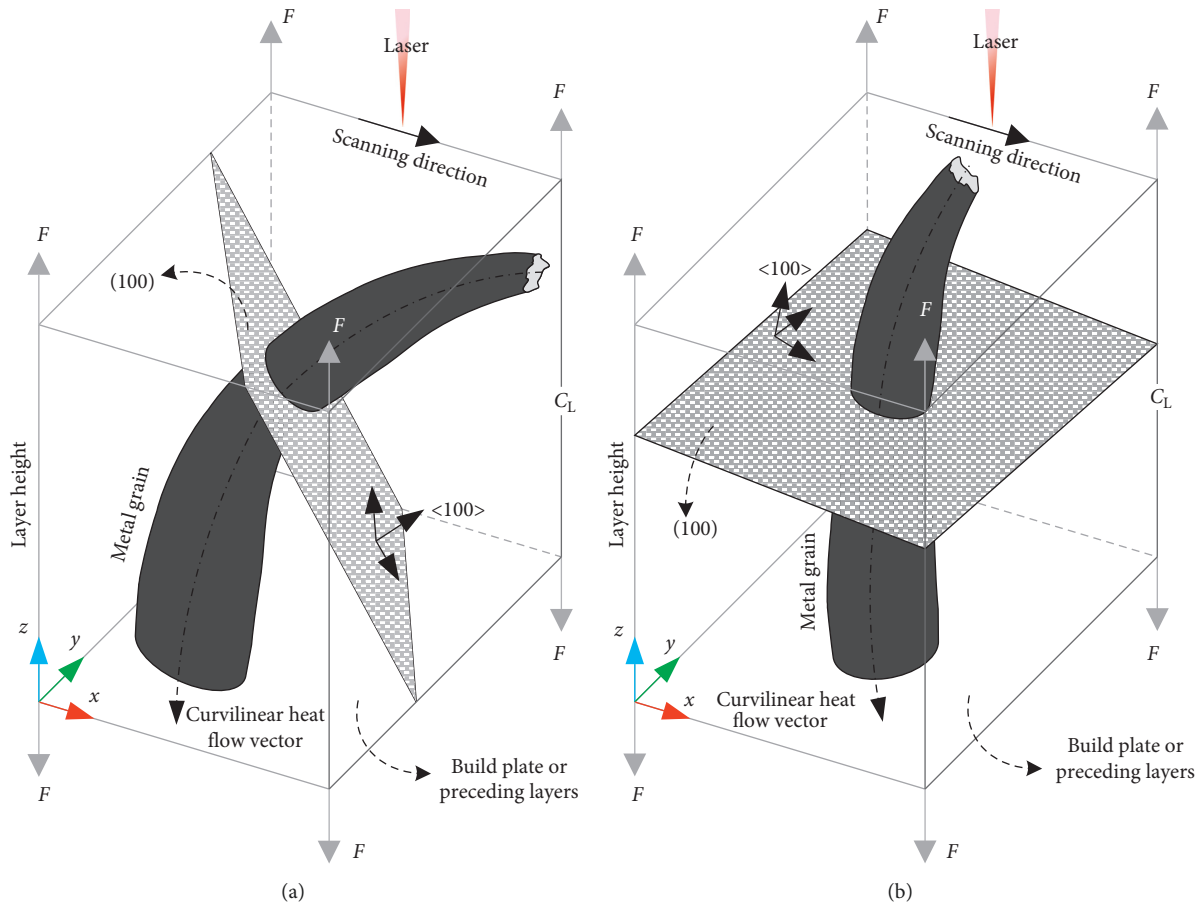 F
Laser
F
Scanning direction
F
(100)
F
C_L
Layer height
Metal grain
<100>
z
y
x
Curvilinear heat
flow vector
Build plate or
preceding layers
F
F
F
(a)
F
Laser
F
Scanning direction
F
<100>
F
C_L
Layer height
(100)
Metal grain
z
y
x
Curvilinear heat
flow vector
Build plate or
preceding layers
F
F
F
(b)